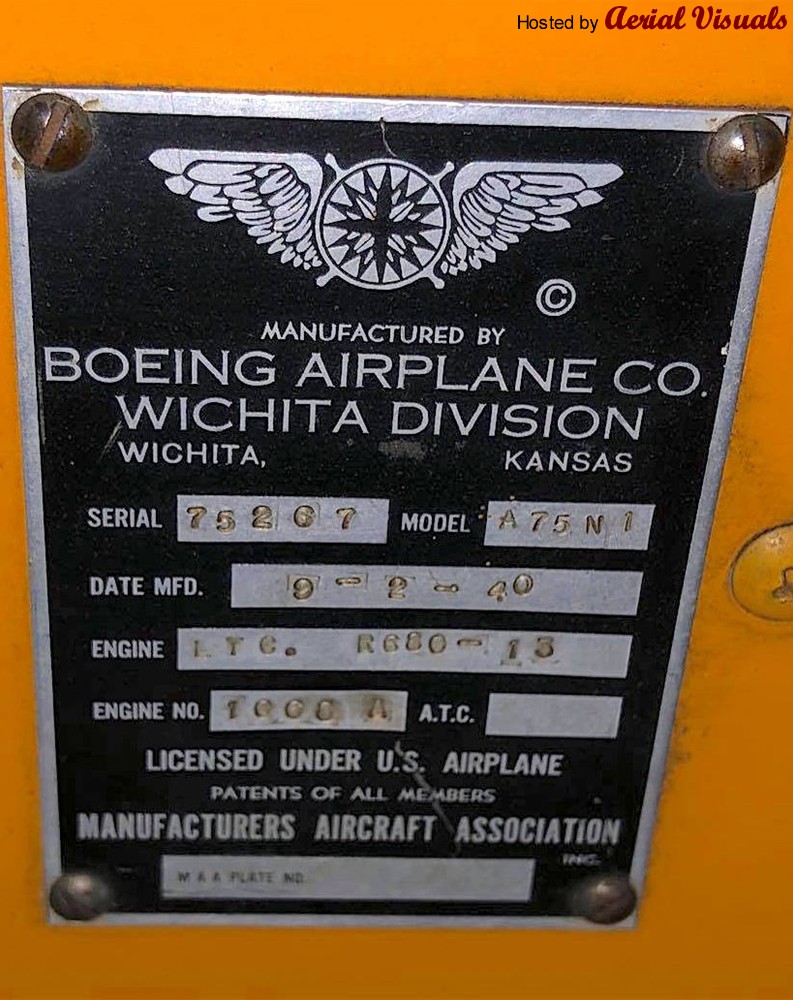 Hosted by Aerial Visuals
©
MANUFACTURED BY
BOEING AIRPLANE CO.
WICHITA DIVISION
WICHITA, KANSAS
SERIAL 75267 MODEL A75N1
DATE MFD. 9-2-40
ENGINE LTC. R680-13
ENGINE NO. A A.T.C.
LICENSED UNDER U.S. AIRPLANE
PATENTS OF ALL MEMBERS
MANUFACTURERS AIRCRAFT ASSOCIATION
INC.
M A A PLATE NO.